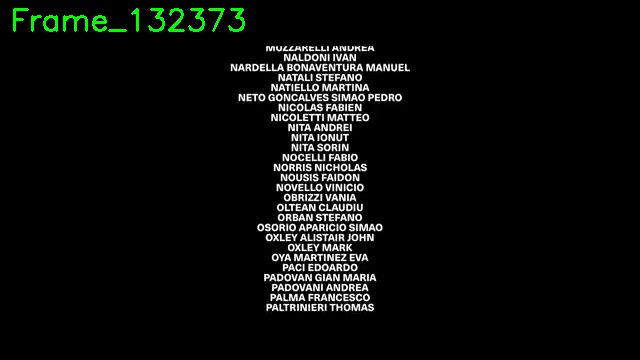 Frame_132373
MUZZARELLI ANDREA
NALDONI IVAN
NARDELLA BONAVENTURA MANUEL
NATALI STEFANO
NATIELLO MARTINA
NETO GONCALVES SIMAO PEDRO
NICOLAS FABIEN
NICOLETTI MATTEO
NITA ANDREI
NITA IONUT
NITA SORIN
NOCELLI FABIO
NORRIS NICHOLAS
NOUSIS FAIDON
NOVELLO VINICIO
OBRIZZI VANIA
OLTEAN CLAUDIU
ORBAN STEFANO
OSORIO APARICIO SIMAO
OXLEY ALISTAIR JOHN
OXLEY MARK
OYA MARTINEZ EVA
PACI EDOARDO
PADOVAN GIAN MARIA
PADOVANI ANDREA
PALMA FRANCESCO
PALTRINIERI THOMAS